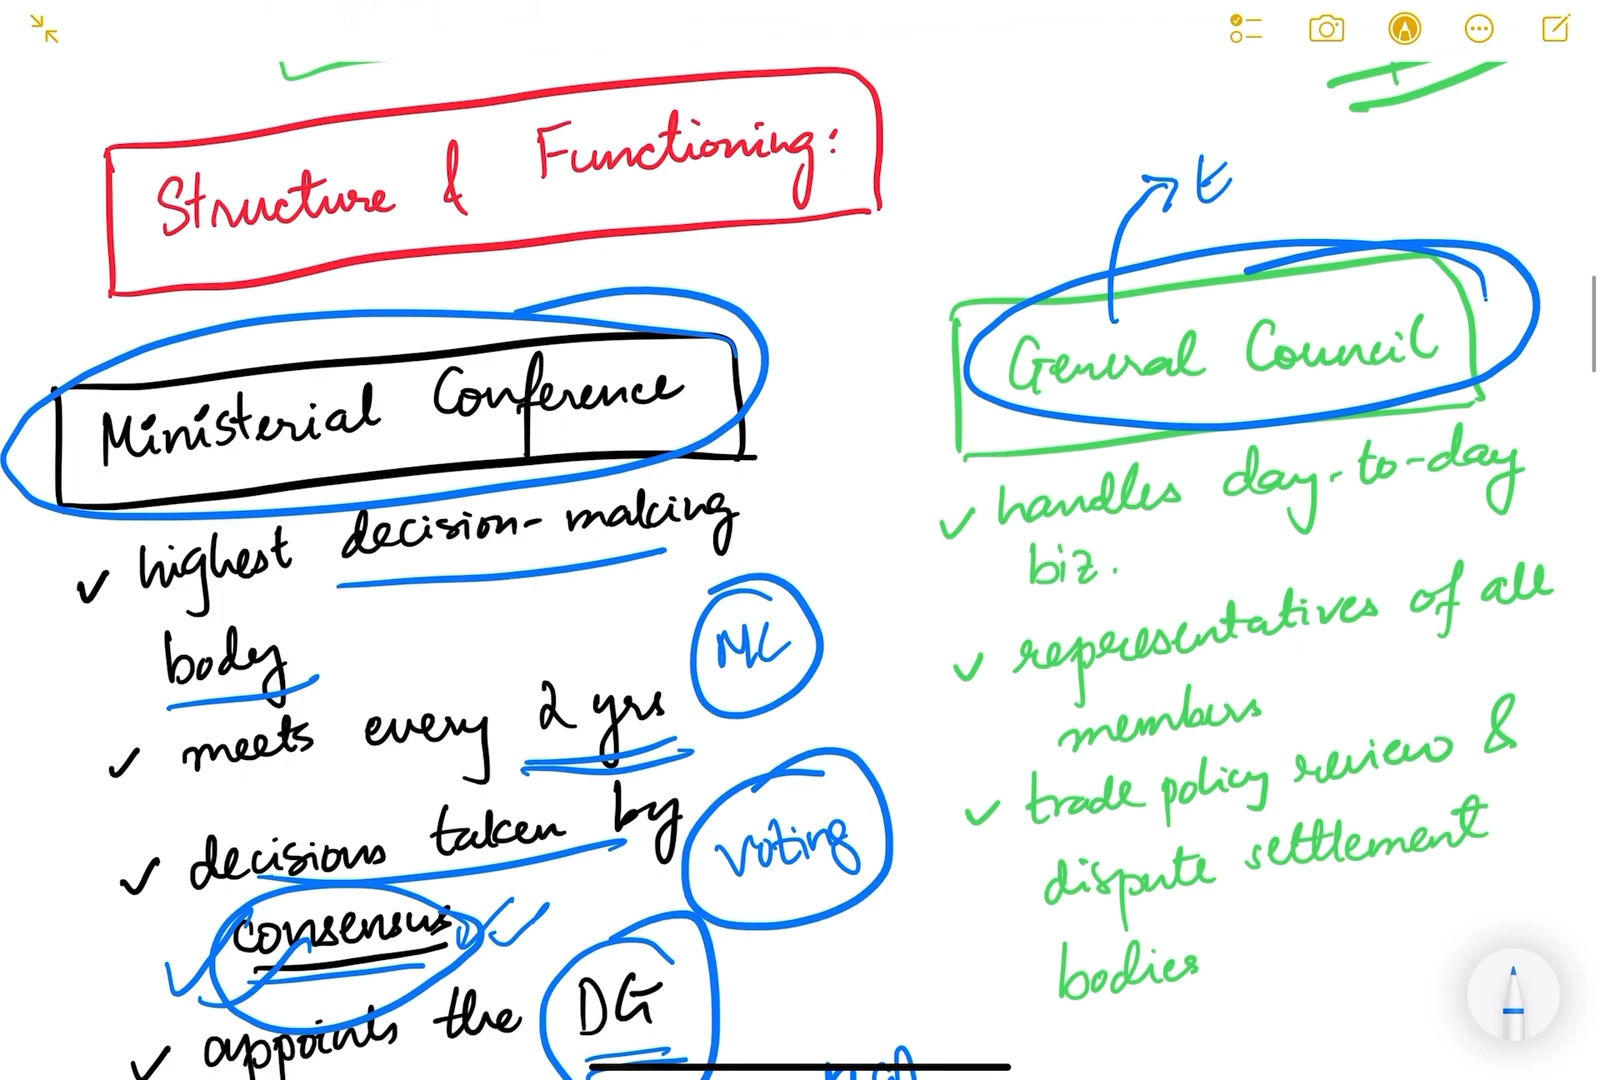 Structure & Functioning:
Ministerial Conference
✓ highest decision-making
body
MC
✓ meets every 2 yrs
✓ decisions taken by
voting
consensus
✓ appoints the DG
t
General Council
✓ handles day-to-day
biz.
✓ representatives of all
members
✓ trade policy review &
dispute settlement
bodies